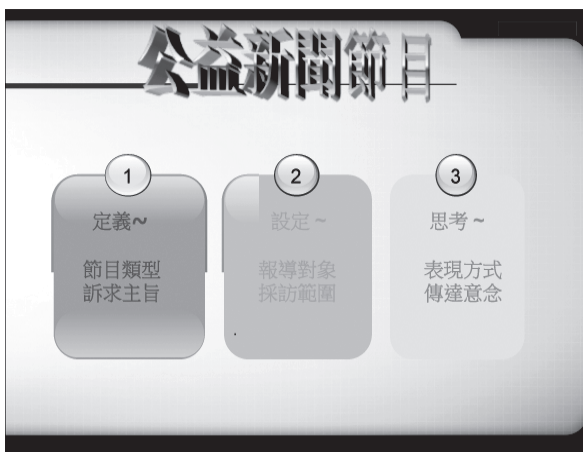 公益新聞節目
1
定義~
節目類型
訴求主旨
2
設定~
報導對象
採訪範圍
3
思考~
表現方式
傳達意念